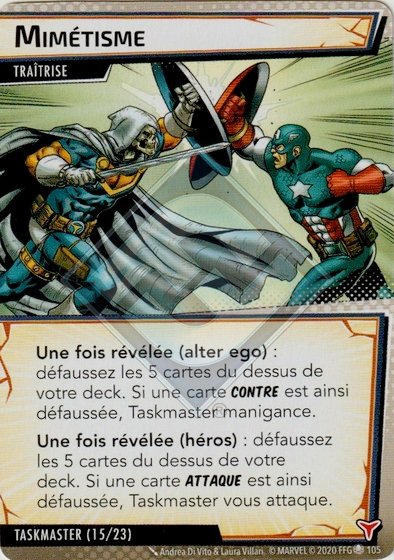 Mimétisme
TRAÎTRISE
Une fois révélée (alter ego) :
défaussez les 5 cartes du dessus de
votre deck. Si une carte CONTRE est ainsi
défaussée, Taskmaster manigance.
Une fois révélée (héros) : défaussez
les 5 cartes du dessus de votre
deck. Si une carte ATTAQUE est ainsi
défaussée, Taskmaster vous attaque.
TASKMASTER (15/23)
Andrea Di Vito & Laura Villari. © MARVEL © 2020 FFG 105